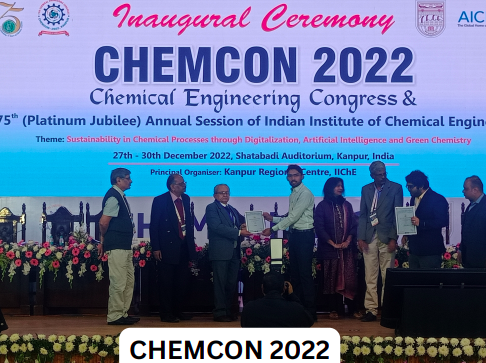 Inaugural Ceremony
CHEMCON 2022
Chemical Engineering Congress &
75th (Platinum Jubilee) Annual Session of Indian Institute of Chemical Engine
Theme: Sustainability in Chemical Processes through Digitalization, Artificial Intelligence and Green Chemistry
27th - 30th December 2022, Shatabadi Auditorium, Kanpur, India
Principal Organiser: Kanpur Regional Centre, IIChE
AIC
CHEMCON 2022